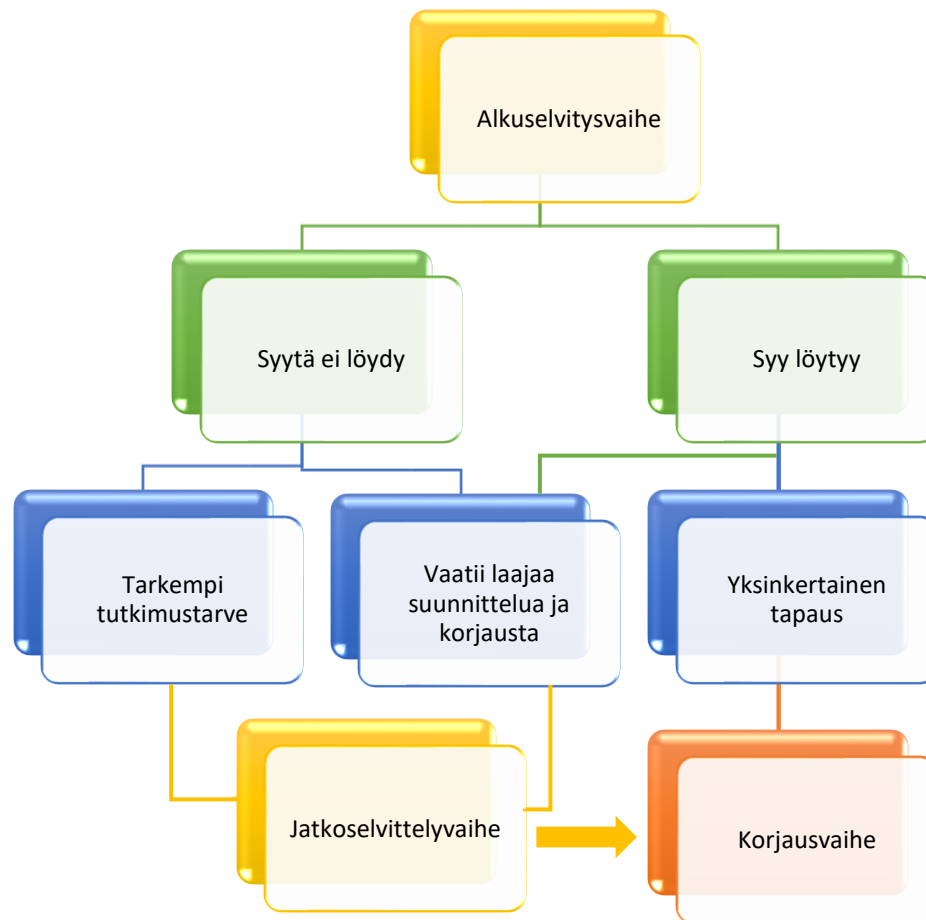 Alkuselvitysvaihe
Syytä ei löydy
Syy löytyy
Tarkempi
tutkimustarve
Vaatii laajaa
suunnittelua ja
korjausta
Yksinkertainen
tapaus
Jatkoselvittelyvaihe
Korjausvaihe